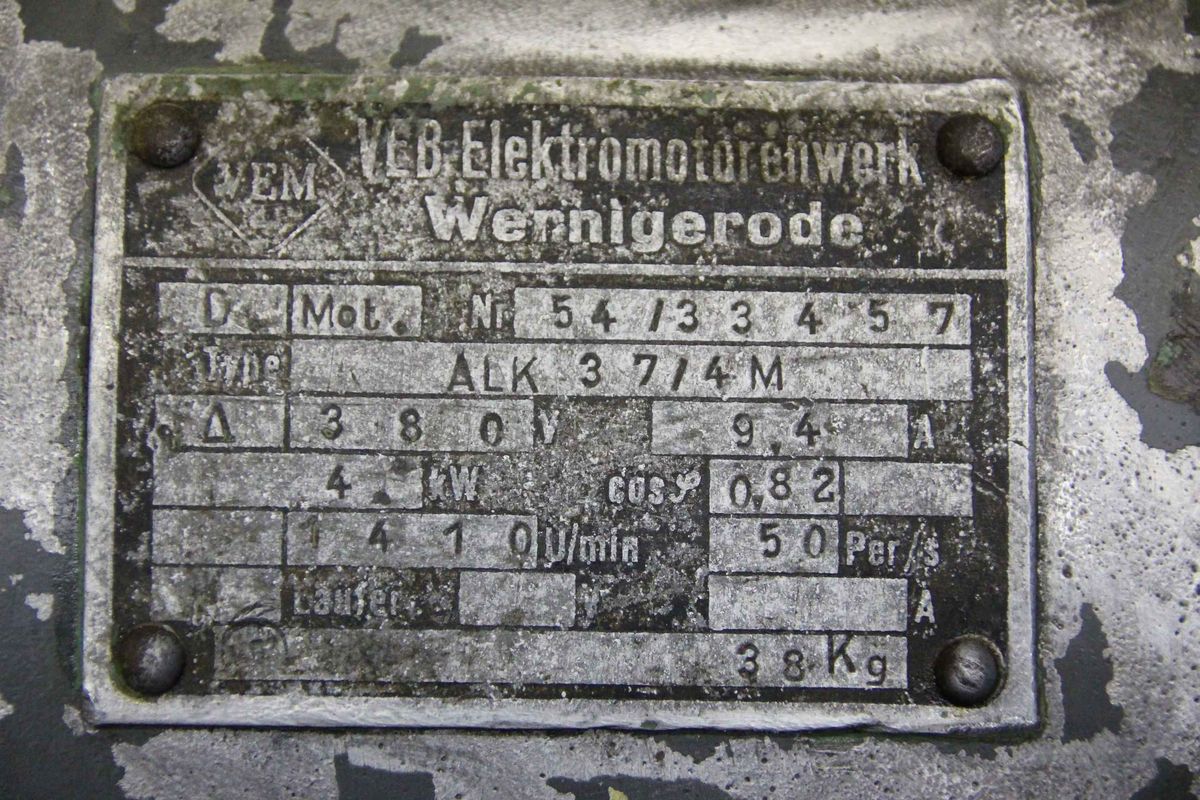 VEM
VEB-Elektromotorenwerk
Wernigerode
D. Mot. Nr 54/33457
Type ALK 37/4M
Δ 380 V 9,4 A
4 kW cosφ 0,82
1410 U/min 50 Per/s
Läufer V A
38 Kg